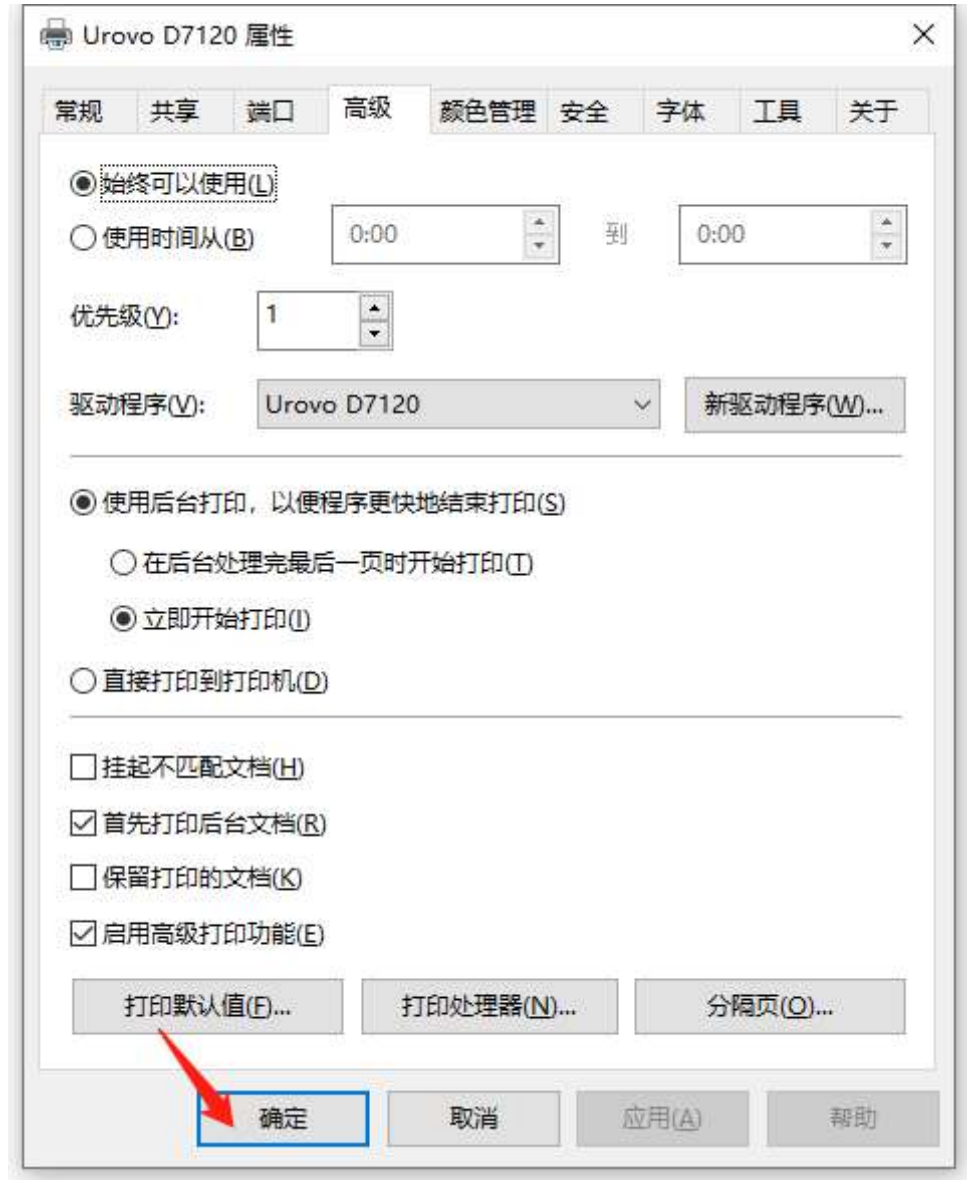 Urovo D7120 属性
常规 共享 端口 高级 颜色管理 安全 字体 工具 关于
始终可以使用(L)
使用时间从(B) 0:00 到 0:00
优先级(Y): 1
驱动程序(V): Urovo D7120 新驱动程序(W)...
使用后台打印，以便程序更快地结束打印(S)
在后台处理完最后一页时开始打印(T)
立即开始打印(I)
直接打印到打印机(D)
挂起不匹配文档(H)
首先打印后台文档(R)
保留打印的文档(K)
启用高级打印功能(E)
打印默认值(F)... 打印处理器(N)... 分隔页(O)...
确定 取消 应用(A) 帮助